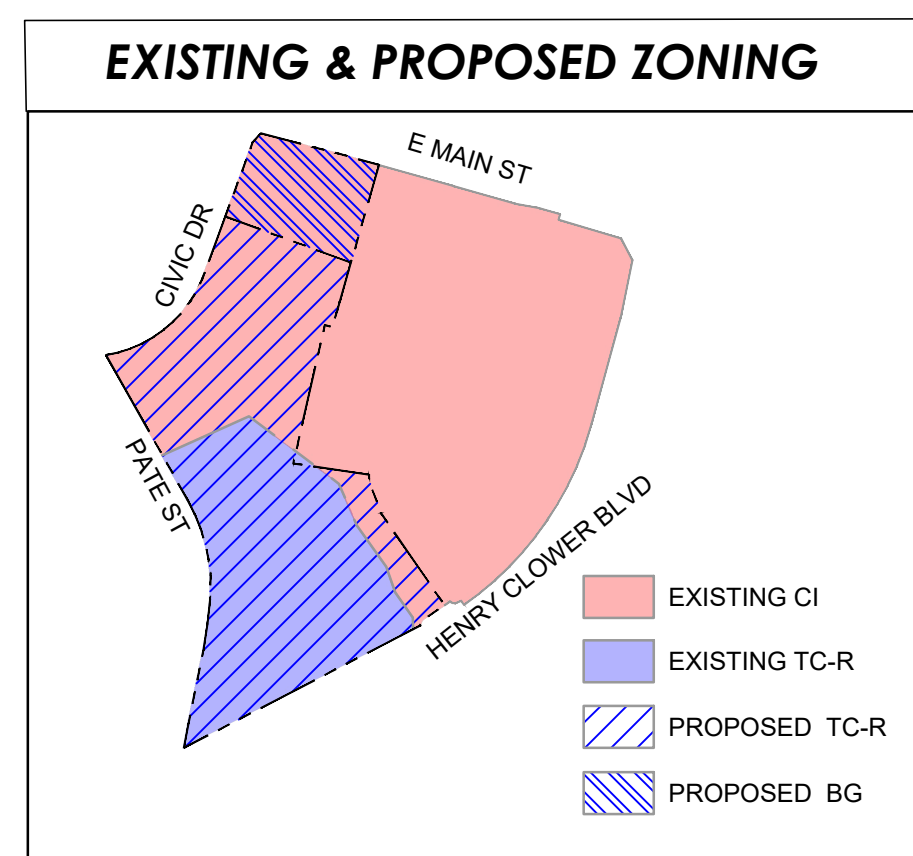 EXISTING & PROPOSED ZONING
E MAIN ST
CIVIC DR
PATE ST
HENRY CLOWER BLVD
EXISTING CI
EXISTING TC-R
PROPOSED TC-R
PROPOSED BG